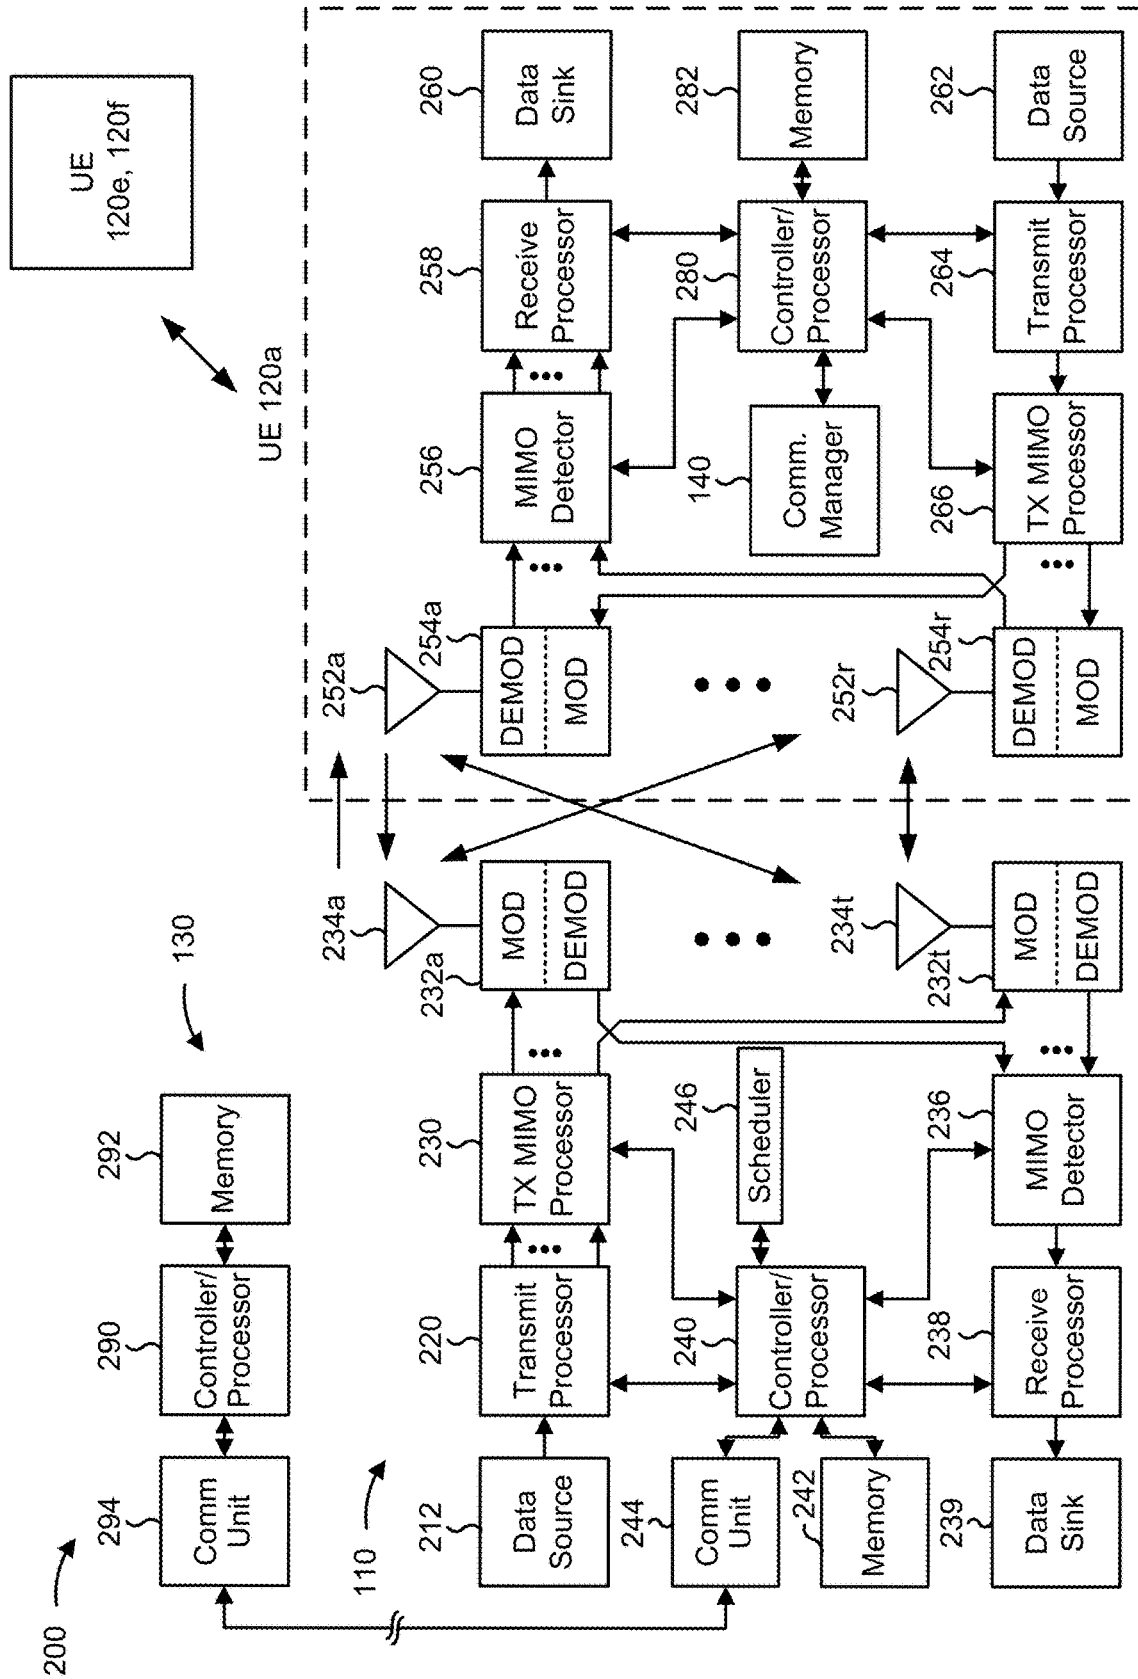 200
294
Comm
Unit
290
Controller/
Processor
292
Memory
130
UE
120e, 120f
UE 120a
110
212
Data
Source
220
Transmit
Processor
230
TX MIMO
Processor
232a
MOD
DEMOD
234a
252a
254a
DEMOD
MOD
256
MIMO
Detector
258
Receive
Processor
260
Data
Sink
244
Comm
Unit
242
Memory
240
Controller/
Processor
246
Scheduler
140
Comm.
Manager
280
Controller/
Processor
282
Memory
239
Data
Sink
238
Receive
Processor
236
MIMO
Detector
232t
MOD
DEMOD
234t
252r
254r
DEMOD
MOD
266
TX MIMO
Processor
264
Transmit
Processor
262
Data
Source